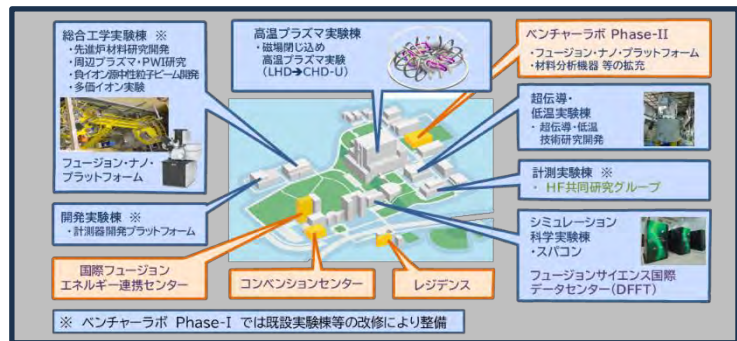 総合工学実験棟 ※
・先進炉材料研究開発
・周辺プラズマ・PWI研究
・負イオン源中性粒子ビーム開発
・多価イオン実験
フュージョン・ナノ・
プラットフォーム
高温プラズマ実験棟
・磁場閉じ込め
高温プラズマ実験
(LHD➔CHD-U)
ベンチャーラボ Phase-II
・フュージョン・ナノ・プラットフォーム
・材料分析機器 等の拡充
超伝導・
低温実験棟
・超伝導・低温
技術研究開発
計測実験棟 ※
・ HF共同研究グループ
開発実験棟 ※
・計測器開発プラットフォーム
シミュレーション
科学実験棟
・スパコン
フュージョンサイエンス国際
データセンター(DFFT)
国際フュージョン
エネルギー連携センター
コンベンションセンター
レジデンス
※ ベンチャーラボ Phase-I では既設実験棟等の改修により整備